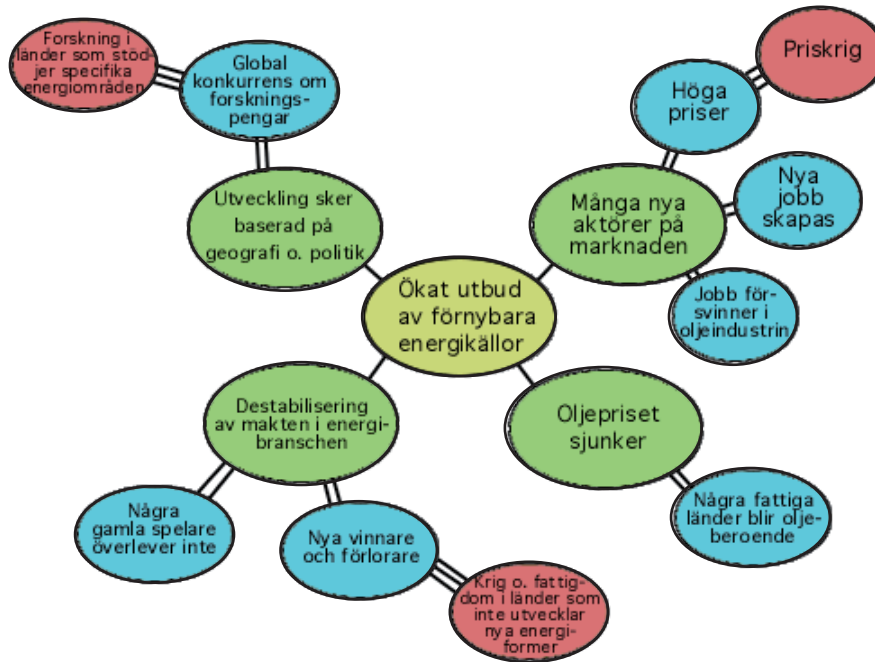 Forskning i
länder som stöd-
jer specifika
energiområden
Global
konkurrens om
forsknings-
pengar
Utveckling sker
baserad på
geografi o. politik
Priskrig
Höga
priser
Nya
jobb
skapas
Många nya
aktörer på
marknaden
Jobb för-
svinner i
oljeindustrin
Ökat utbud
av förnybara
energikällor
Destabilisering
av makten i energi-
branschen
Oljepriset
sjunker
Några
gamla spelare
överlever inte
Nya vinnare
och förlorare
Några fattiga
länder blir olje-
beroende
Krig o. fattig-
dom i länder som
inte utvecklar
nya energi-
former